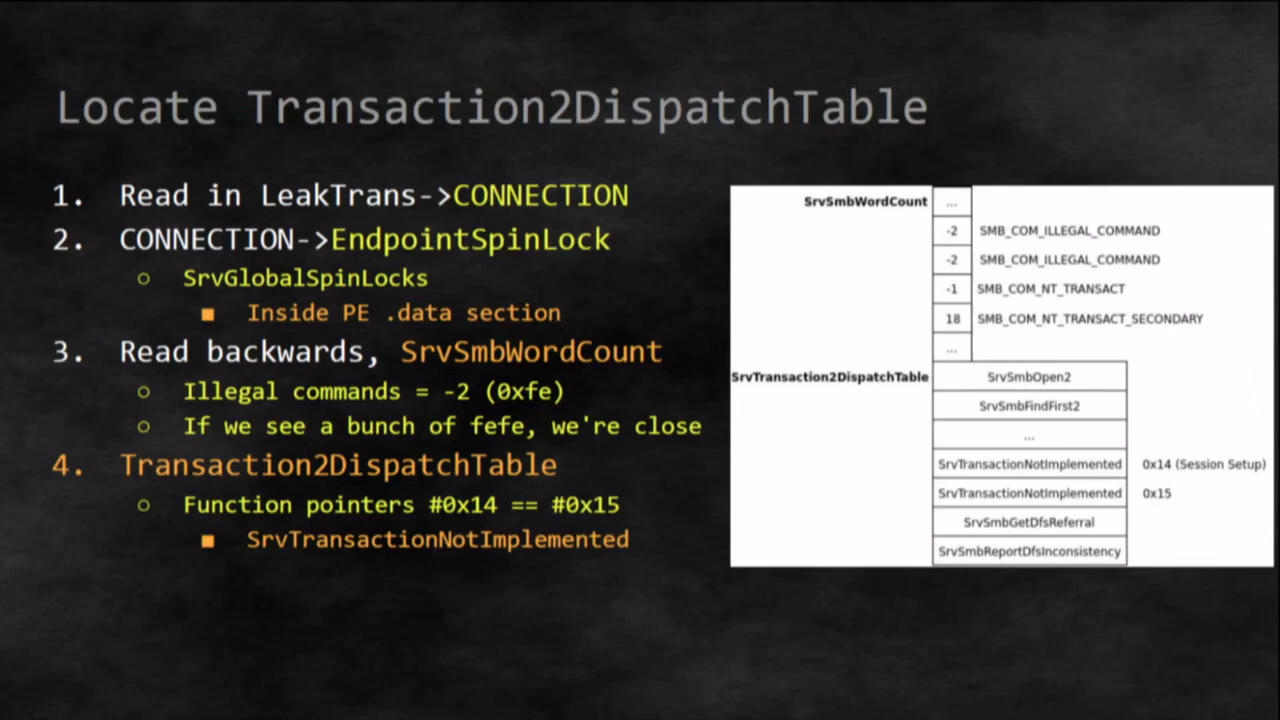 Locate Transaction2DispatchTable
1. Read in LeakTrans->CONNECTION
2. CONNECTION->EndpointSpinLock
○ SrvGlobalSpinLocks
■ Inside PE .data section
3. Read backwards, SrvSmbWordCount
○ Illegal commands = -2 (0xfe)
○ If we see a bunch of fefe, we're close
4. Transaction2DispatchTable
○ Function pointers #0x14 == #0x15
■ SrvTransactionNotImplemented
SrvSmbWordCount ...
-2 SMB_COM_ILLEGAL_COMMAND
-2 SMB_COM_ILLEGAL_COMMAND
-1 SMB_COM_NT_TRANSACT
18 SMB_COM_NT_TRANSACT_SECONDARY
...
SrvTransaction2DispatchTable SrvSmbOpen2
SrvSmbFindFirst2
...
SrvTransactionNotImplemented 0x14 (Session Setup)
SrvTransactionNotImplemented 0x15
SrvSmbGetDfsReferral
SrvSmbReportDfsInconsistency